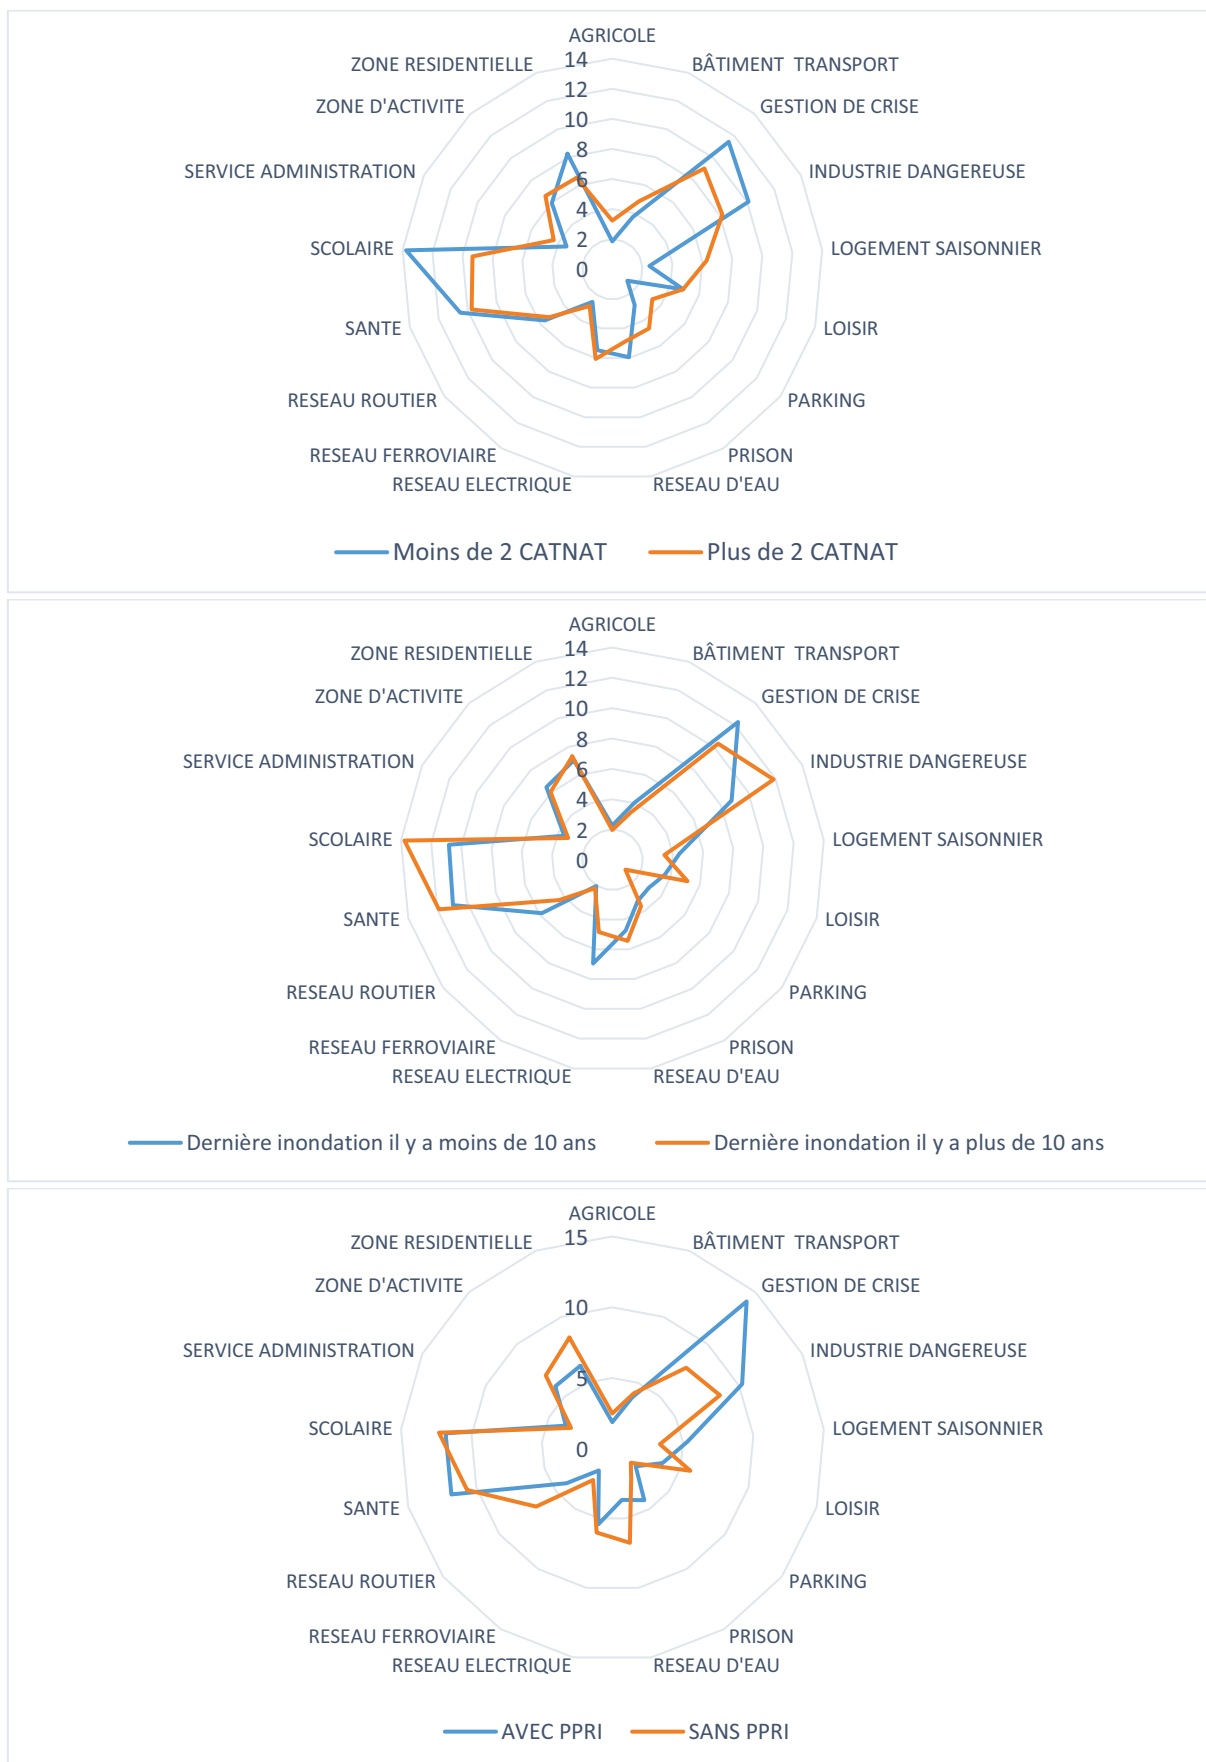 AGRICOLE
14
ZONE RESIDENTIELLE
BÂTIMENT TRANSPORT
12
ZONE D'ACTIVITE
GESTION DE CRISE
10
8
SERVICE ADMINISTRATION
INDUSTRIE DANGEREUSE
6
4
SCOLAIRE
2
LOGEMENT SAISONNIER
0
SANTE
LOISIR
RESEAU ROUTIER
PARKING
RESEAU FERROVIAIRE
PRISON
RESEAU ELECTRIQUE
RESEAU D'EAU
Moins de 2 CATNAT
Plus de 2 CATNAT
AGRICOLE
14
ZONE RESIDENTIELLE
BÂTIMENT TRANSPORT
12
ZONE D'ACTIVITE
GESTION DE CRISE
10
8
SERVICE ADMINISTRATION
INDUSTRIE DANGEREUSE
6
4
SCOLAIRE
2
LOGEMENT SAISONNIER
0
SANTE
LOISIR
RESEAU ROUTIER
PARKING
RESEAU FERROVIAIRE
PRISON
RESEAU ELECTRIQUE
RESEAU D'EAU
Dernière inondation il y a moins de 10 ans
Dernière inondation il y a plus de 10 ans
AGRICOLE
15
ZONE RESIDENTIELLE
BÂTIMENT TRANSPORT
ZONE D'ACTIVITE
GESTION DE CRISE
10
SERVICE ADMINISTRATION
INDUSTRIE DANGEREUSE
5
SCOLAIRE
LOGEMENT SAISONNIER
0
SANTE
LOISIR
RESEAU ROUTIER
PARKING
RESEAU FERROVIAIRE
PRISON
RESEAU ELECTRIQUE
RESEAU D'EAU
AVEC PPRI
SANS PPRI